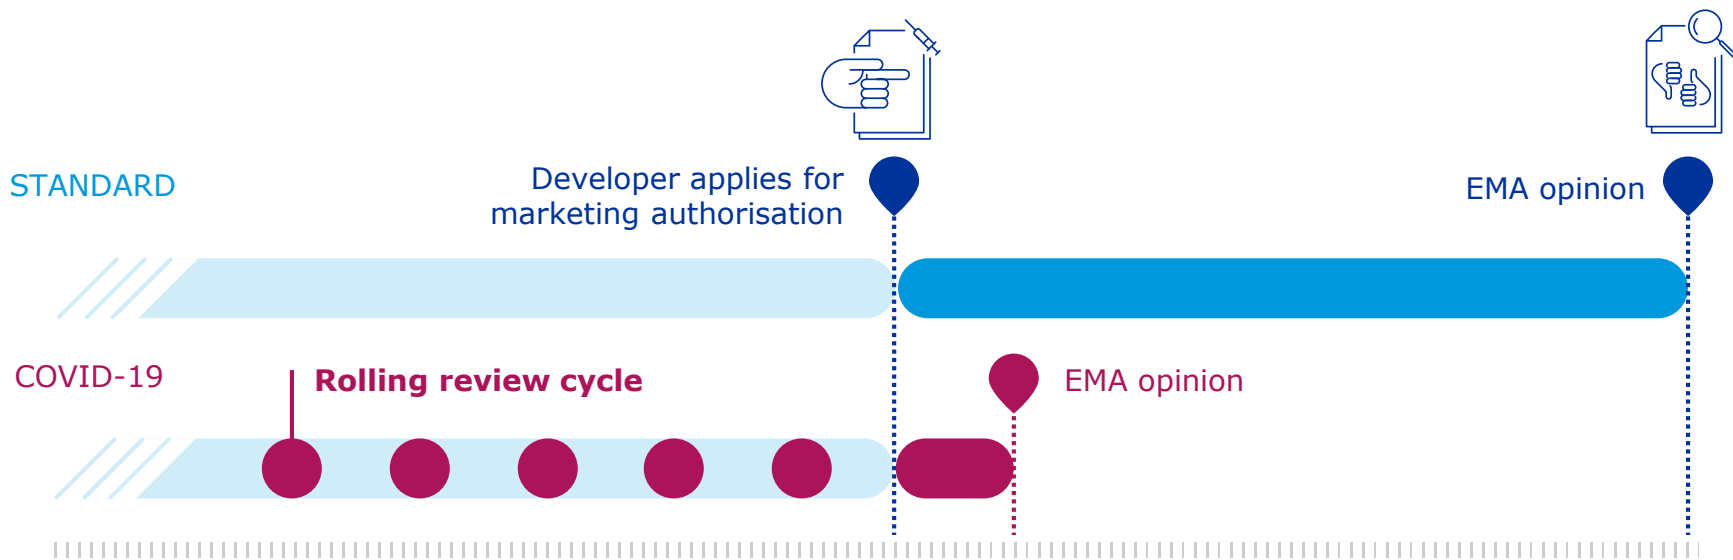 STANDARD
Developer applies for
marketing authorisation
EMA opinion
COVID-19
Rolling review cycle
EMA opinion